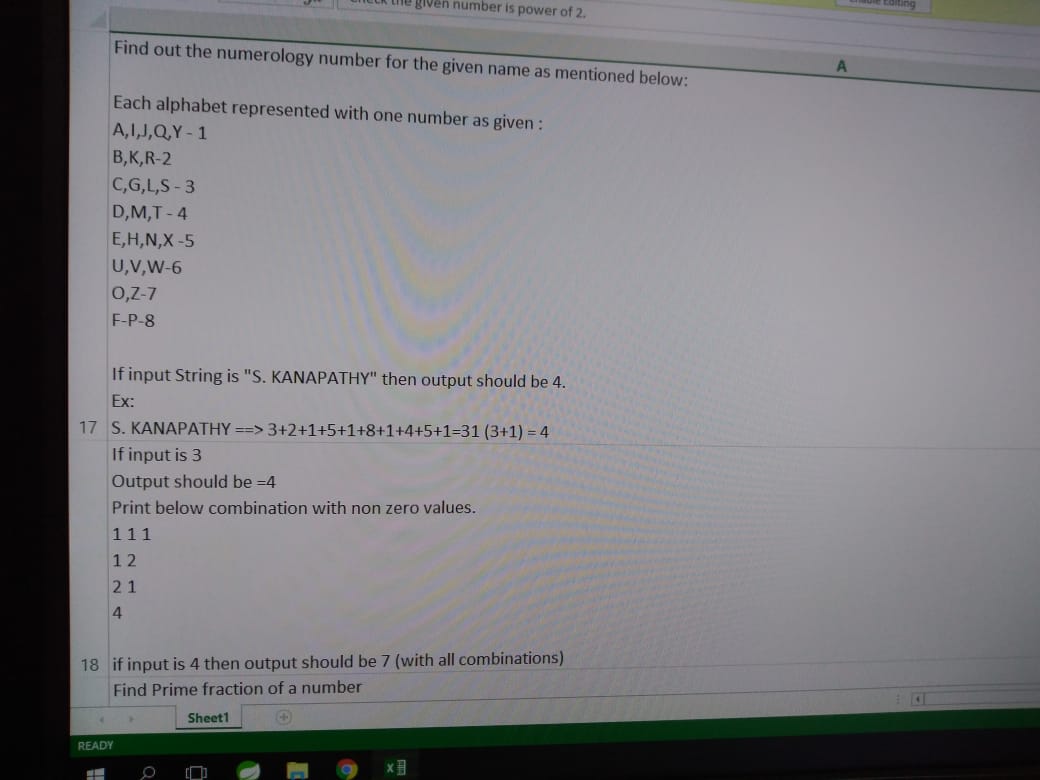 the given number is power of 2.
Editing
A
Find out the numerology number for the given name as mentioned below:
Each alphabet represented with one number as given :
A,I,J,Q,Y - 1
B,K,R-2
C,G,L,S - 3
D,M,T - 4
E,H,N,X -5
U,V,W-6
O,Z-7
F-P-8
If input String is "S. KANAPATHY" then output should be 4.
Ex:
17 S. KANAPATHY ==> 3+2+1+5+1+8+1+4+5+1=31 (3+1) = 4
If input is 3
Output should be =4
Print below combination with non zero values.
1 1 1
1 2
2 1
4
18 if input is 4 then output should be 7 (with all combinations)
Find Prime fraction of a number
Sheet1
READY